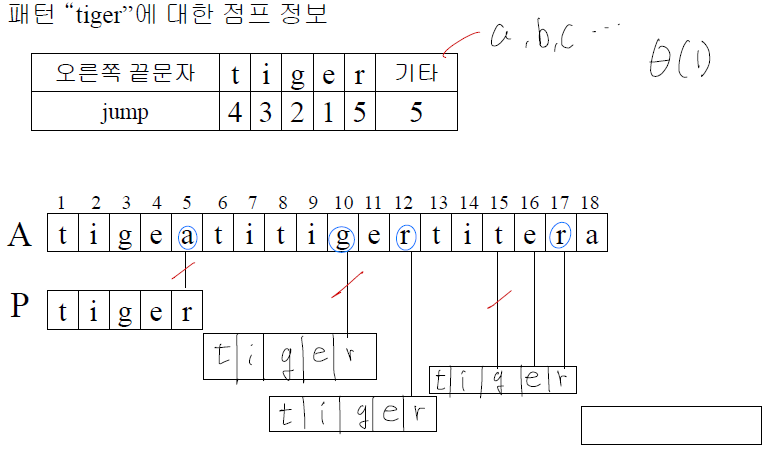 패턴 “tiger”에 대한 점프 정보
a, b, c ...
θ(1)
오른쪽 끝문자 t i g e r 기타
jump 4 3 2 1 5 5
1 2 3 4 5 6 7 8 9 10 11 12 13 14 15 16 17 18
A t i g e a t i t i g e r t i t e r a
P t i g e r
t i g e r
t i g e r
t i g e r